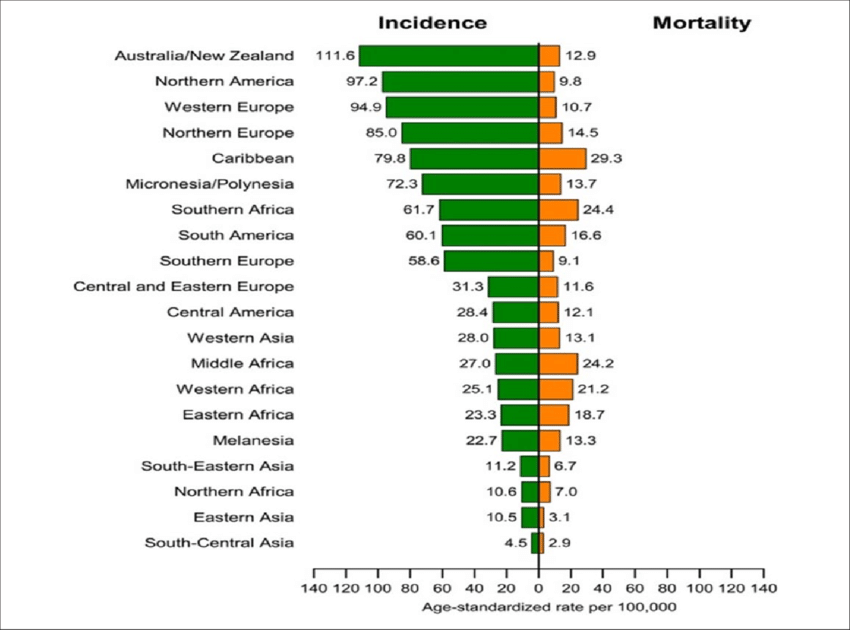 Incidence Mortality
Australia/New Zealand 111.6 12.9
Northern America 97.2 9.8
Western Europe 94.9 10.7
Northern Europe 85.0 14.5
Caribbean 79.8 29.3
Micronesia/Polynesia 72.3 13.7
Southern Africa 61.7 24.4
South America 60.1 16.6
Southern Europe 58.6 9.1
Central and Eastern Europe 31.3 11.6
Central America 28.4 12.1
Western Asia 28.0 13.1
Middle Africa 27.0 24.2
Western Africa 25.1 21.2
Eastern Africa 23.3 18.7
Melanesia 22.7 13.3
South-Eastern Asia 11.2 6.7
Northern Africa 10.6 7.0
Eastern Asia 10.5 3.1
South-Central Asia 4.5 2.9
140 120 100 80 60 40 20 0 20 40 60 80 100 120 140
Age-standardized rate per 100,000